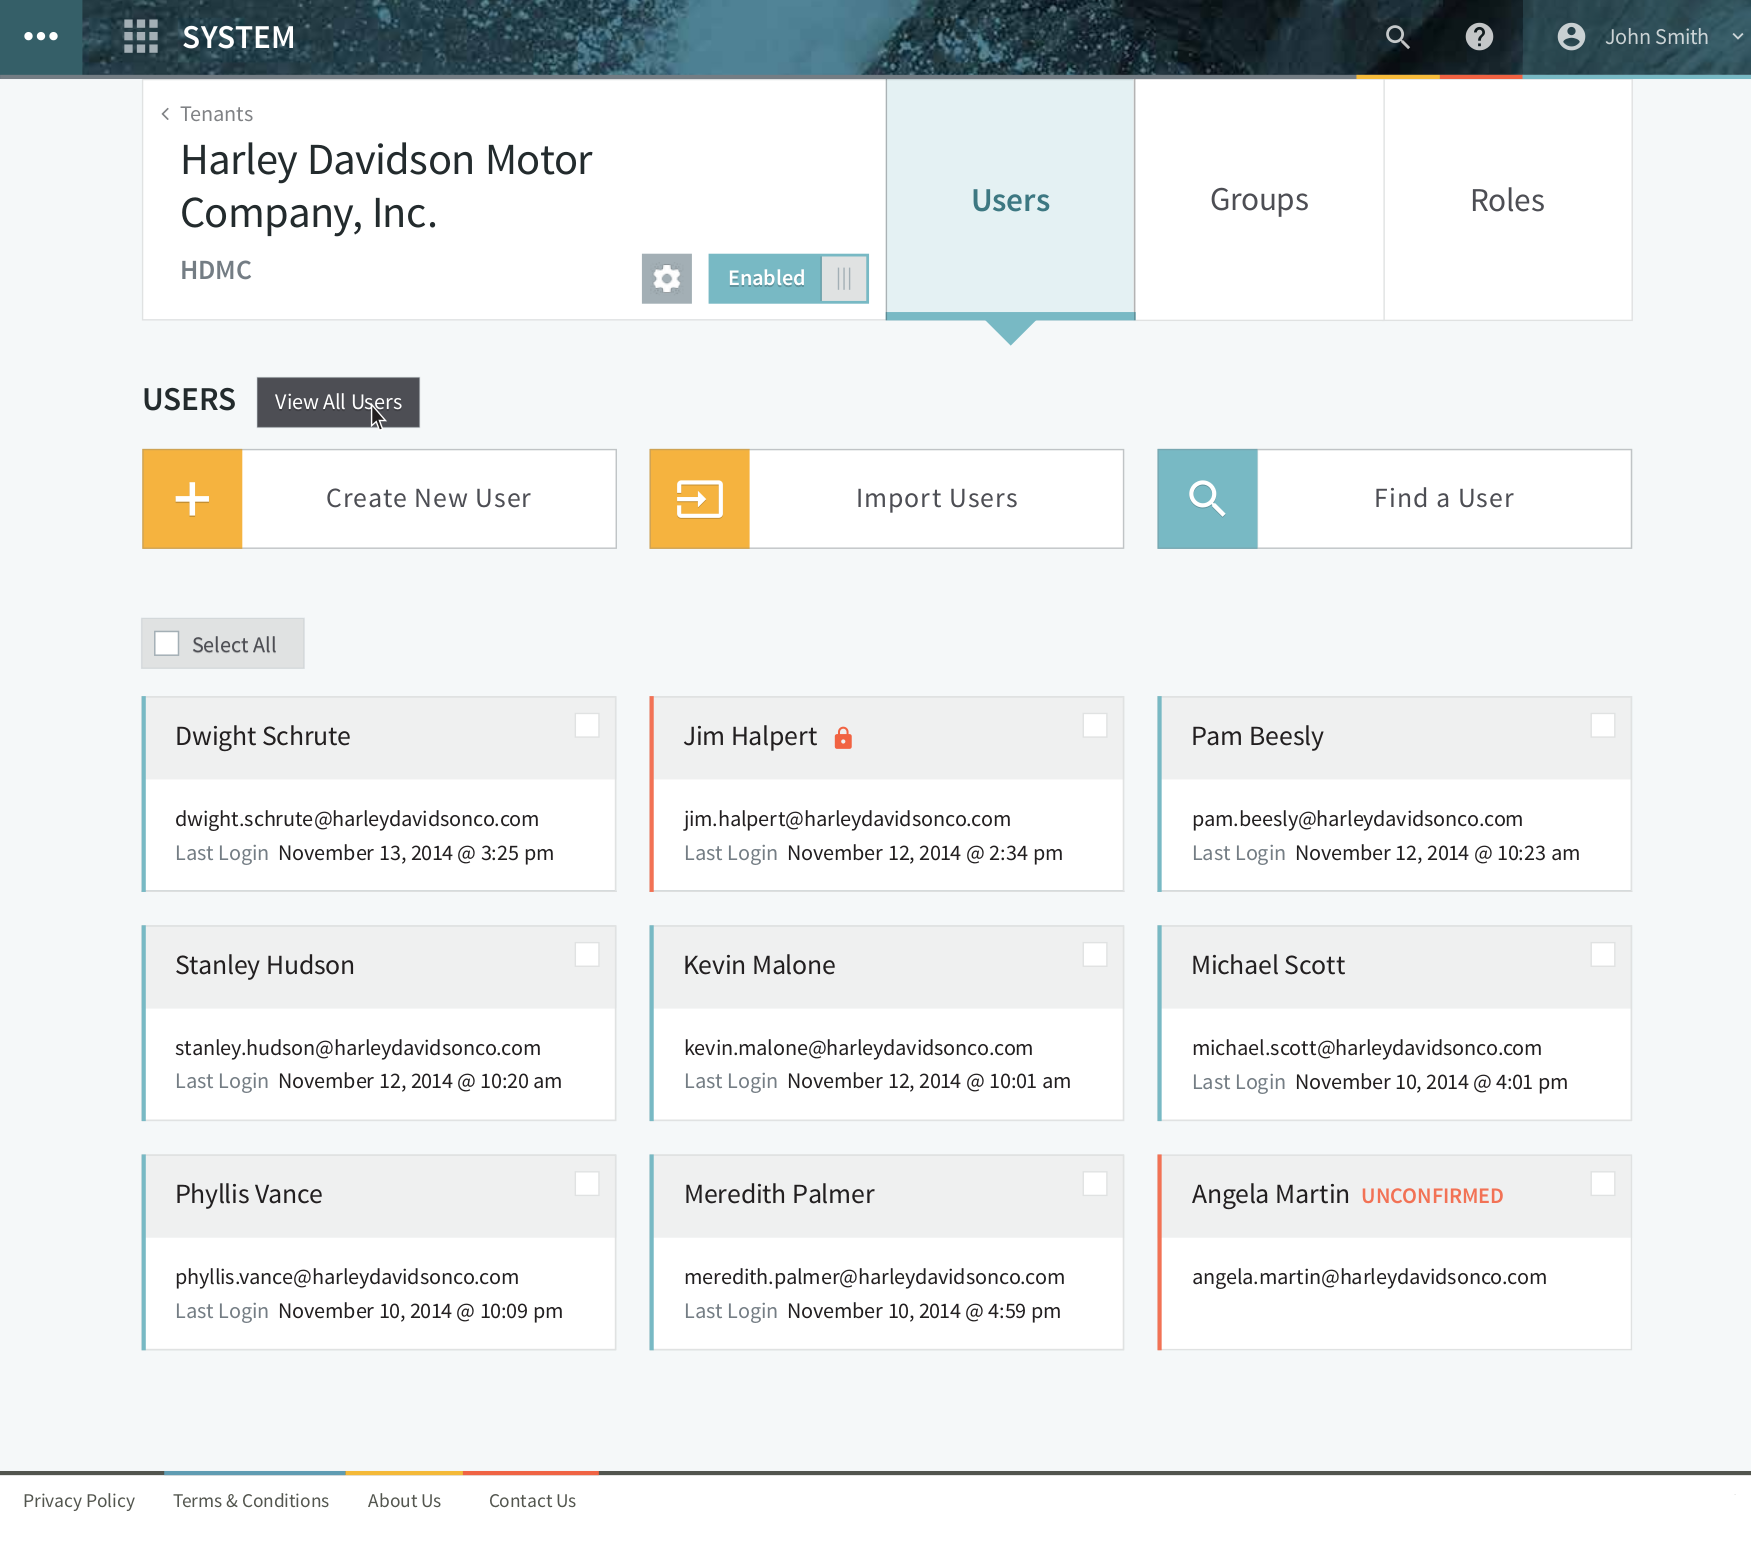 SYSTEM
John Smith
Tenants
Harley Davidson Motor
Company, Inc.
HDMC
Enabled
Users
Groups
Roles
USERS
View All Users
Create New User
Import Users
Find a User
Select All
Dwight Schrute
dwight.schrute@harleydavidsonco.com
Last Login November 13, 2014 @ 3:25 pm
Jim Halpert
jim.halpert@harleydavidsonco.com
Last Login November 12, 2014 @ 2:34 pm
Pam Beesly
pam.beesly@harleydavidsonco.com
Last Login November 12, 2014 @ 10:23 am
Stanley Hudson
stanley.hudson@harleydavidsonco.com
Last Login November 12, 2014 @ 10:20 am
Kevin Malone
kevin.malone@harleydavidsonco.com
Last Login November 12, 2014 @ 10:01 am
Michael Scott
michael.scott@harleydavidsonco.com
Last Login November 10, 2014 @ 4:01 pm
Phyllis Vance
phyllis.vance@harleydavidsonco.com
Last Login November 10, 2014 @ 10:09 pm
Meredith Palmer
meredith.palmer@harleydavidsonco.com
Last Login November 10, 2014 @ 4:59 pm
Angela Martin UNCONFIRMED
angela.martin@harleydavidsonco.com
Privacy Policy
Terms & Conditions
About Us
Contact Us